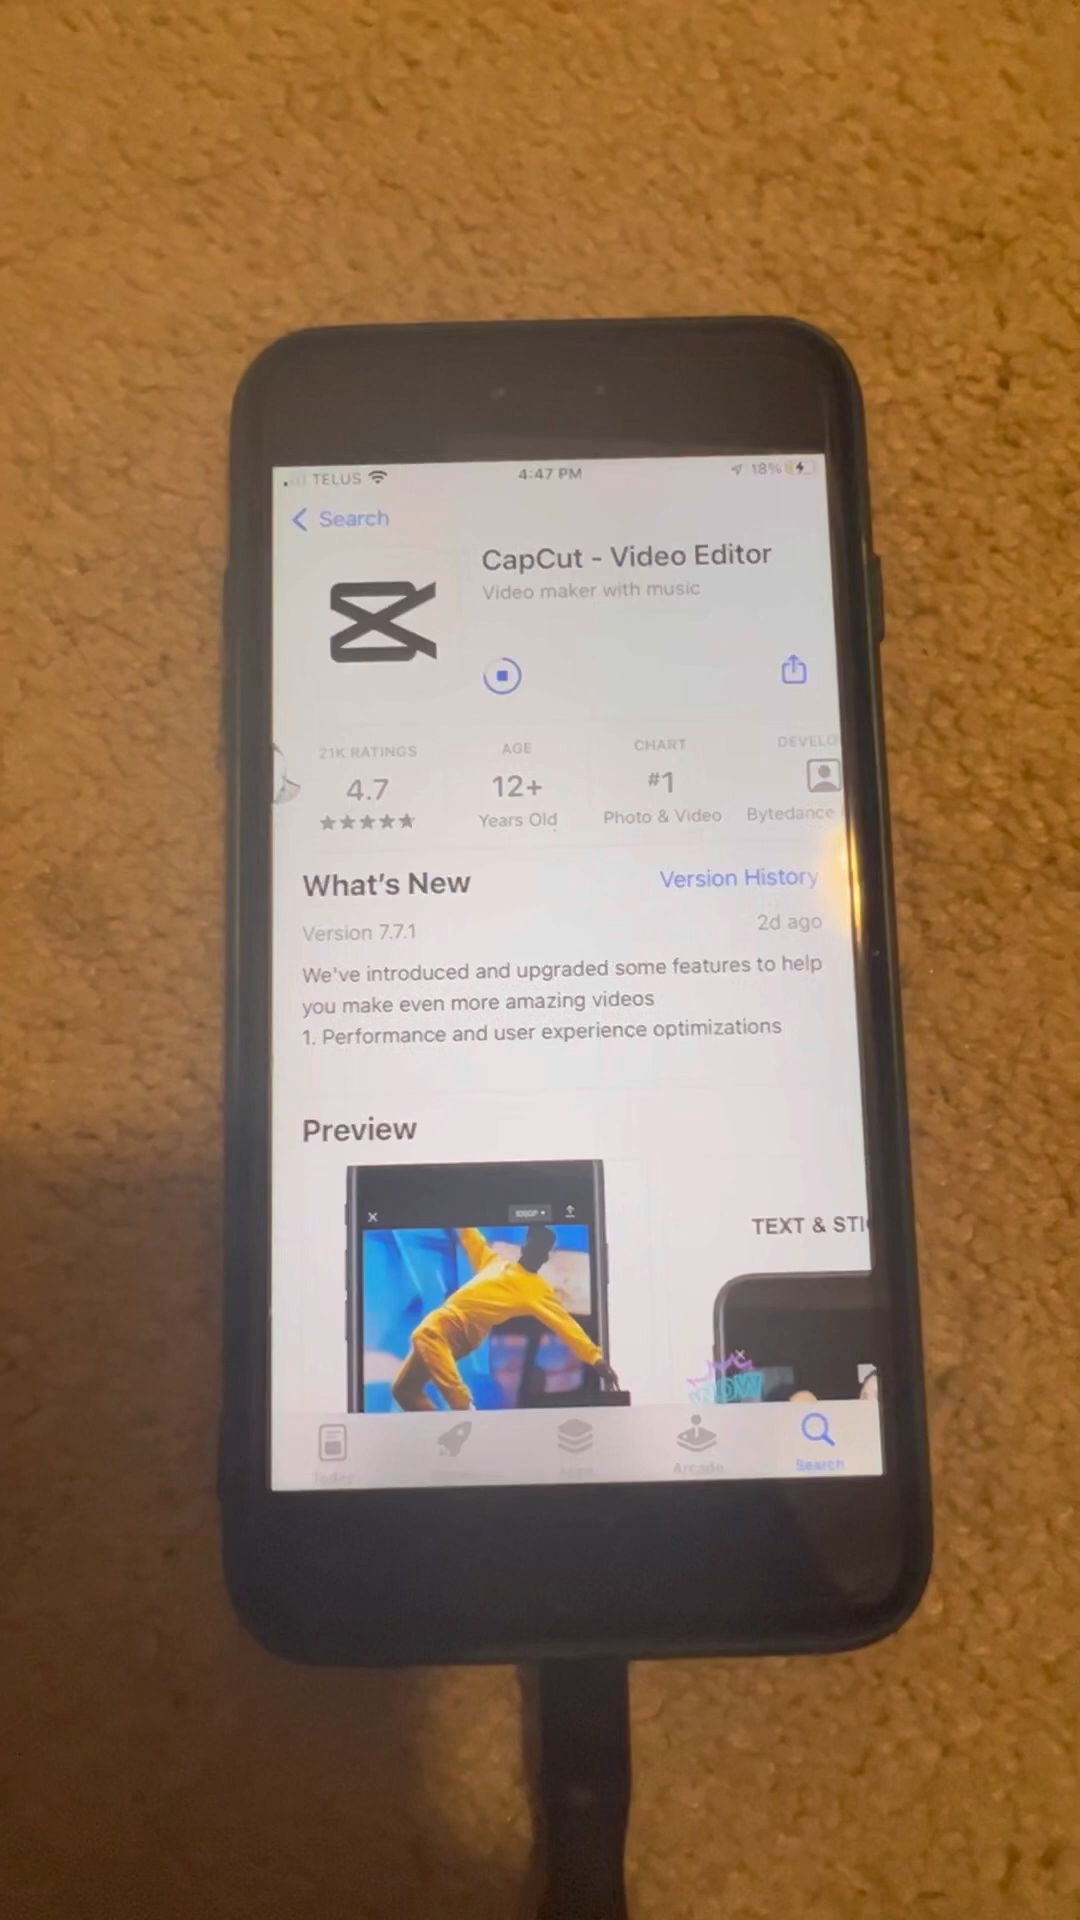 TELUS 4:47 PM 18%
Search
CapCut - Video Editor
Video maker with music
21K RATINGS AGE CHART DEVELO
4.7 12+ #1
Years Old Photo & Video Bytedance
What's New Version History
Version 7.7.1 2d ago
We've introduced and upgraded some features to help
you make even more amazing videos
1. Performance and user experience optimizations
Preview
TEXT & STI
WOW
Today Apps Arcade Search